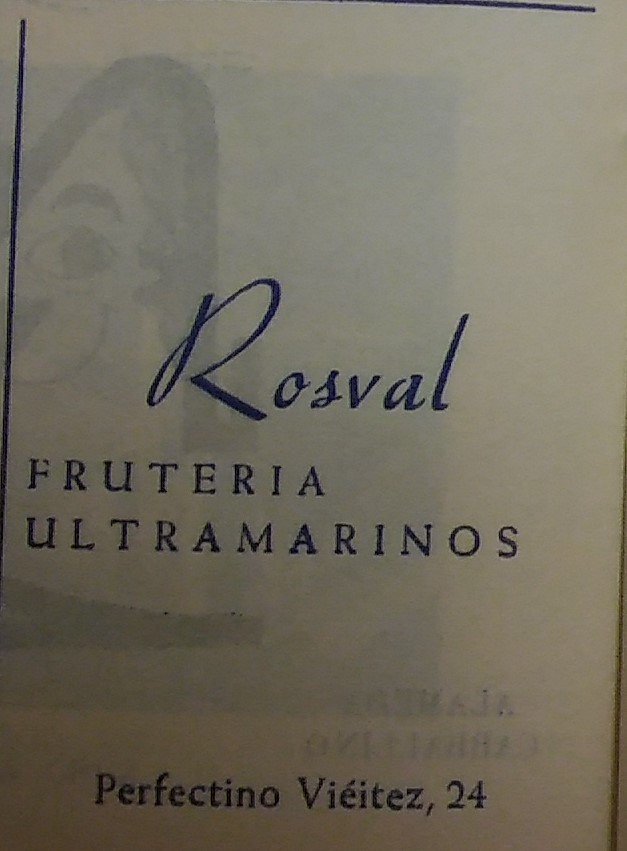 Rosval
FRUTERIA
ULTRAMARINOS
Perfectino Viéitez, 24